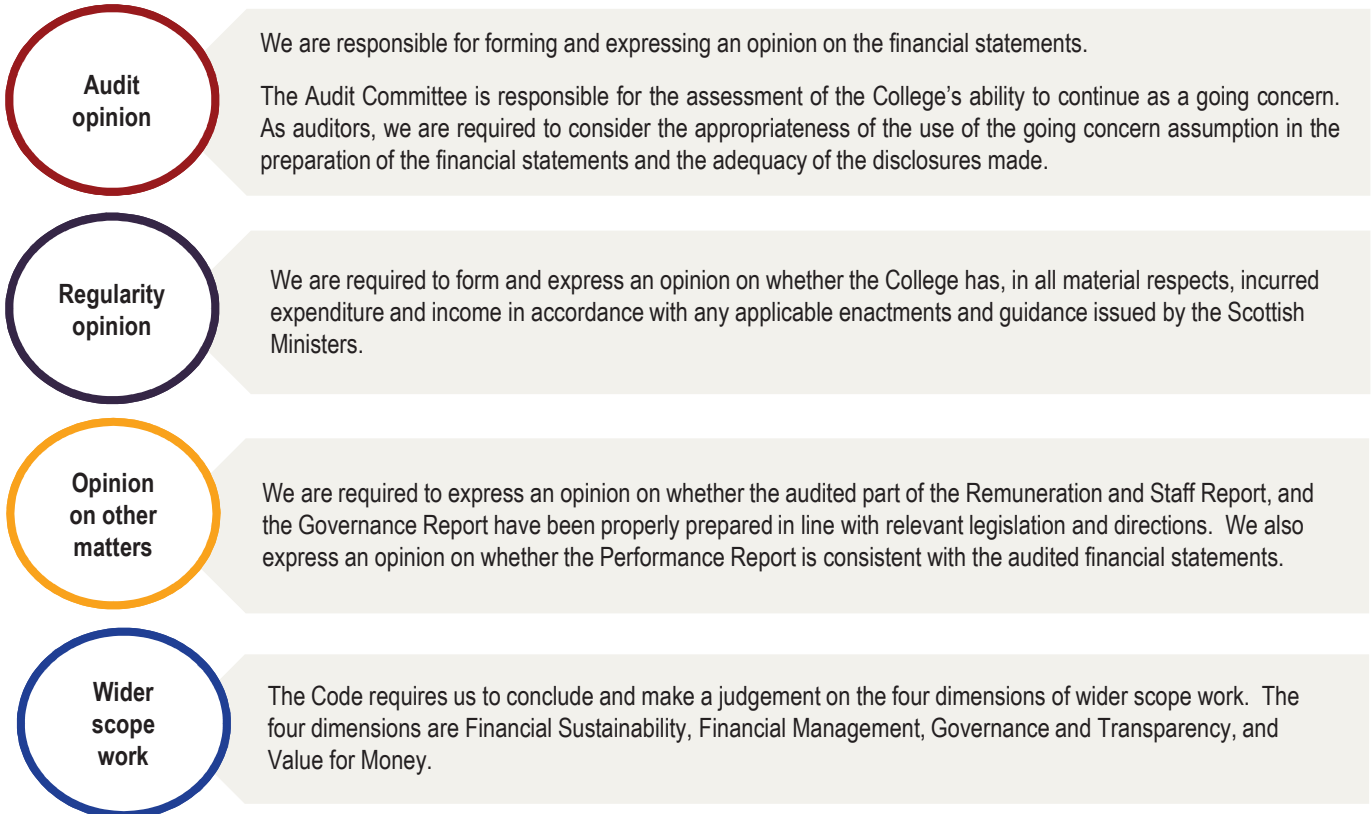 Audit
opinion
We are responsible for forming and expressing an opinion on the financial statements.
The Audit Committee is responsible for the assessment of the College’s ability to continue as a going concern.
As auditors, we are required to consider the appropriateness of the use of the going concern assumption in the
preparation of the financial statements and the adequacy of the disclosures made.
Regularity
opinion
We are required to form and express an opinion on whether the College has, in all material respects, incurred
expenditure and income in accordance with any applicable enactments and guidance issued by the Scottish
Ministers.
Opinion
on other
matters
We are required to express an opinion on whether the audited part of the Remuneration and Staff Report, and
the Governance Report have been properly prepared in line with relevant legislation and directions. We also
express an opinion on whether the Performance Report is consistent with the audited financial statements.
Wider
scope
work
The Code requires us to conclude and make a judgement on the four dimensions of wider scope work. The
four dimensions are Financial Sustainability, Financial Management, Governance and Transparency, and
Value for Money.